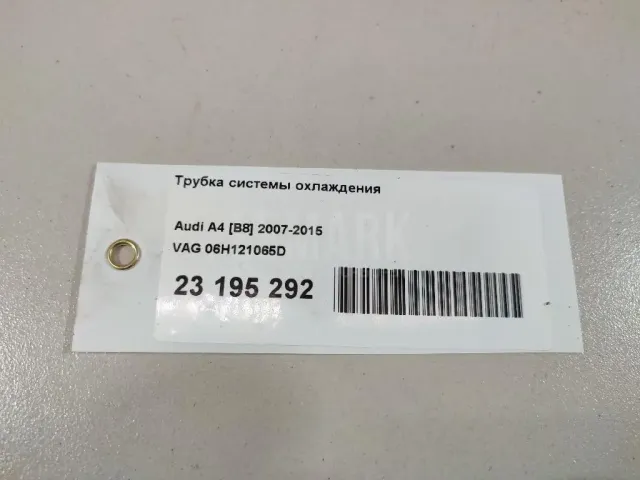 Трубка системы охлаждения
Audi A4 [B8] 2007-2015
VAG 06H121065D
23 195 292